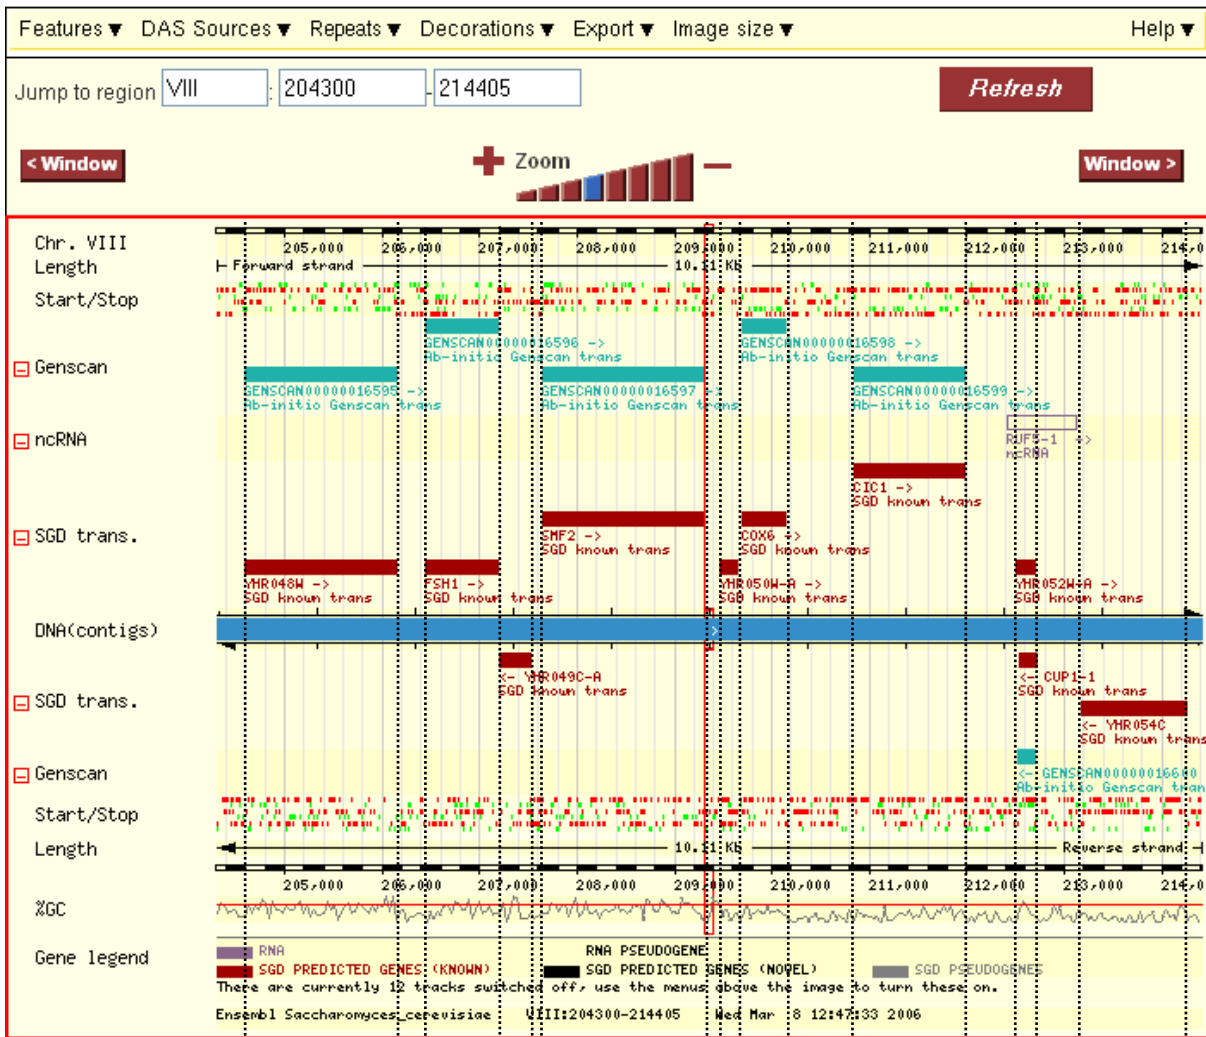 Features ▼ DAS Sources ▼ Repeats ▼ Decorations ▼ Export ▼ Image size ▼ Help ▼
Jump to region VIII : 204300 - 214405 Refresh
< Window + Zoom − Window >
Chr. VIII 205,000 206,000 207,000 208,000 209,000 210,000 211,000 212,000 213,000 214,0
Length Forward strand 10.11 Kb
Start/Stop
GENSCAN00000016596 -> GENSCAN00000016598 ->
Ab-initio Genscan trans Ab-initio Genscan trans
Genscan
GENSCAN00000016595 -> GENSCAN00000016597 -> GENSCAN00000016599 ->
Ab-initio Genscan trans Ab-initio Genscan trans Ab-initio Genscan trans
ncRNA RUF5-1 ->
ncRNA
CIC1 ->
SGD known trans
SGD trans. SMF2 -> COX6 ->
SGD known trans SGD known trans
YHR048W -> FSH1 -> YHR050W-A -> YHR052W-A ->
SGD known trans SGD known trans SGD known trans SGD known trans
DNA(contigs) >
<- YHR049C-A <- CUP1-1
SGD known trans SGD known trans
SGD trans.
<- YHR054C
SGD known trans
Genscan <- GENSCAN00000016600
Ab-initio Genscan tran
Start/Stop
Length 10.11 Kb Reverse strand
205,000 206,000 207,000 208,000 209,000 210,000 211,000 212,000 213,000 214,0
%GC
Gene legend RNA RNA PSEUDOGENE
SGD PREDICTED GENES (KNOWN) SGD PREDICTED GENES (NOVEL) SGD PSEUDOGENES
There are currently 12 tracks switched off, use the menus above the image to turn these on.
Ensembl Saccharomyces_cerevisiae VIII:204300-214405 Wed Mar 8 12:47:33 2006